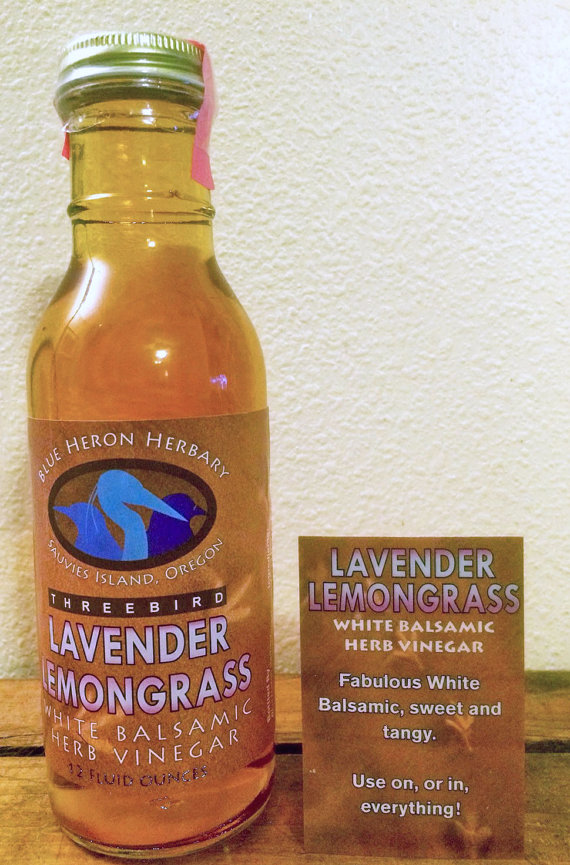 BLUE HERON HERBARY
SAUVIES ISLAND, OREGON
THREEBIRD
LAVENDER
LEMONGRASS
WHITE BALSAMIC
HERB VINEGAR
12 FLUID OUNCES
LAVENDER
LEMONGRASS
WHITE BALSAMIC
HERB VINEGAR
Fabulous White
Balsamic, sweet and
tangy.
Use on, or in,
everything!